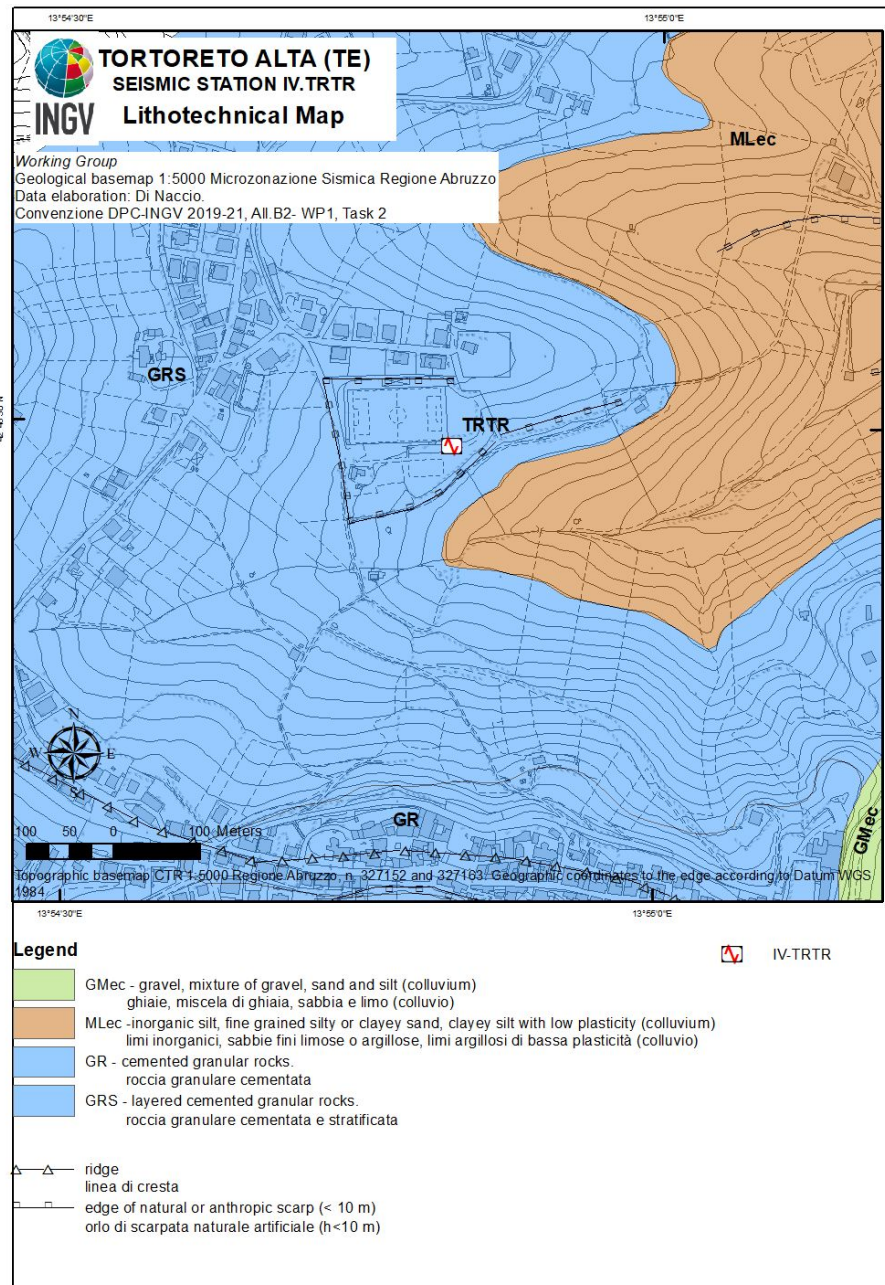 13°54'30"E
13°55'0"E
INGV
TORTORETO ALTA (TE)
SEISMIC STATION IV.TRTR
Lithotechnical Map
Working Group
Geological basemap 1:5000 Microzonazione Sismica Regione Abruzzo
Data elaboration: Di Naccio.
Convenzione DPC-INGV 2019-21, All.B2- WP1, Task 2
MLec
GRS
TRTR
N
W
E
S
GR
GMec
100 50 0 100 Meters
Topographic basemap CTR 1:5000 Regione Abruzzo, n. 327152 and 327163. Geographic coordinates to the edge according to Datum WGS
1984
13°54'30"E
13°55'0"E
Legend
IV-TRTR
GMec - gravel, mixture of gravel, sand and silt (colluvium)
ghiaie, miscela di ghiaia, sabbia e limo (colluvio)
MLec -inorganic silt, fine grained silty or clayey sand, clayey silt with low plasticity (colluvium)
limi inorganici, sabbie fini limose o argillose, limi argillosi di bassa plasticità (colluvio)
GR - cemented granular rocks.
roccia granulare cementata
GRS - layered cemented granular rocks.
roccia granulare cementata e stratificata
ridge
linea di cresta
edge of natural or anthropic scarp (< 10 m)
orlo di scarpata naturale artificiale (h<10 m)